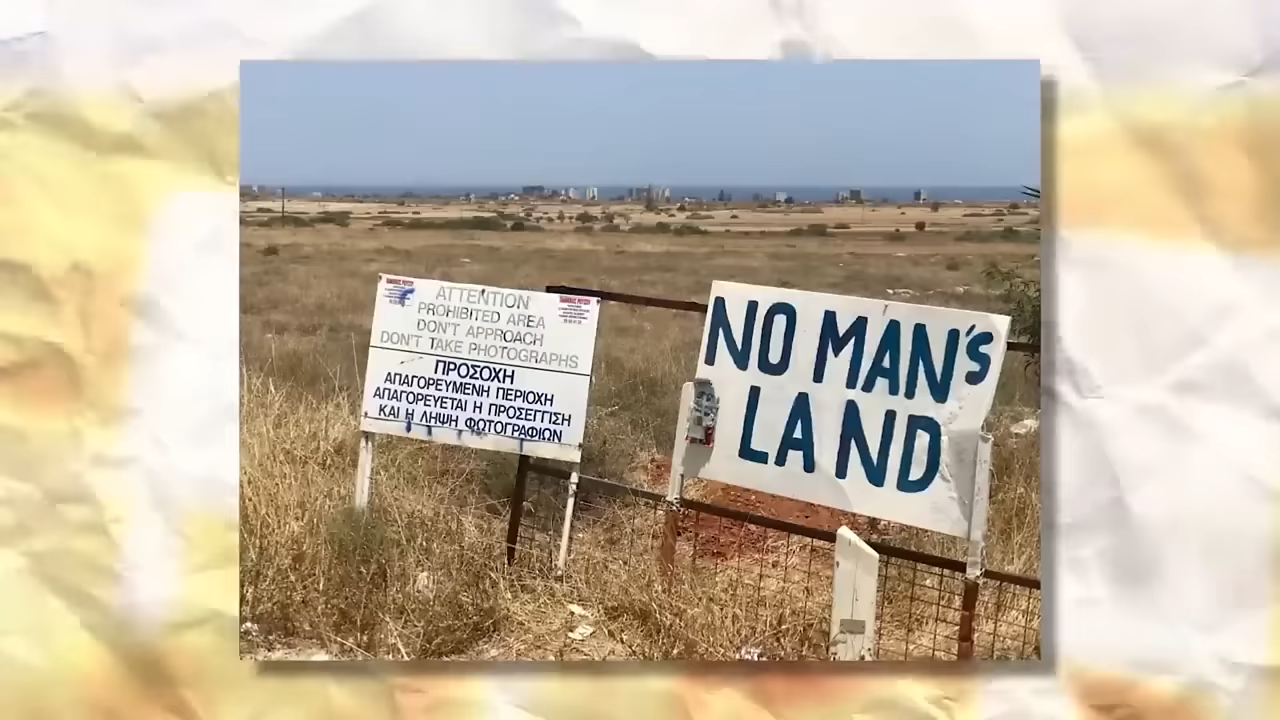 ATTENTION
PROHIBITED AREA
DON'T APPROACH
DON'T TAKE PHOTOGRAPHS
ΠΡΟΣΟΧΗ
ΑΠΑΓΟΡΕΥΜΕΝΗ ΠΕΡΙΟΧΗ
ΑΠΑΓΟΡΕΥΕΤΑΙ Η ΠΡΟΣΕΓΓΙΣΗ
ΚΑΙ Η ΛΗΨΗ ΦΩΤΟΓΡΑΦΙΩΝ
NO MAN'S
LAND